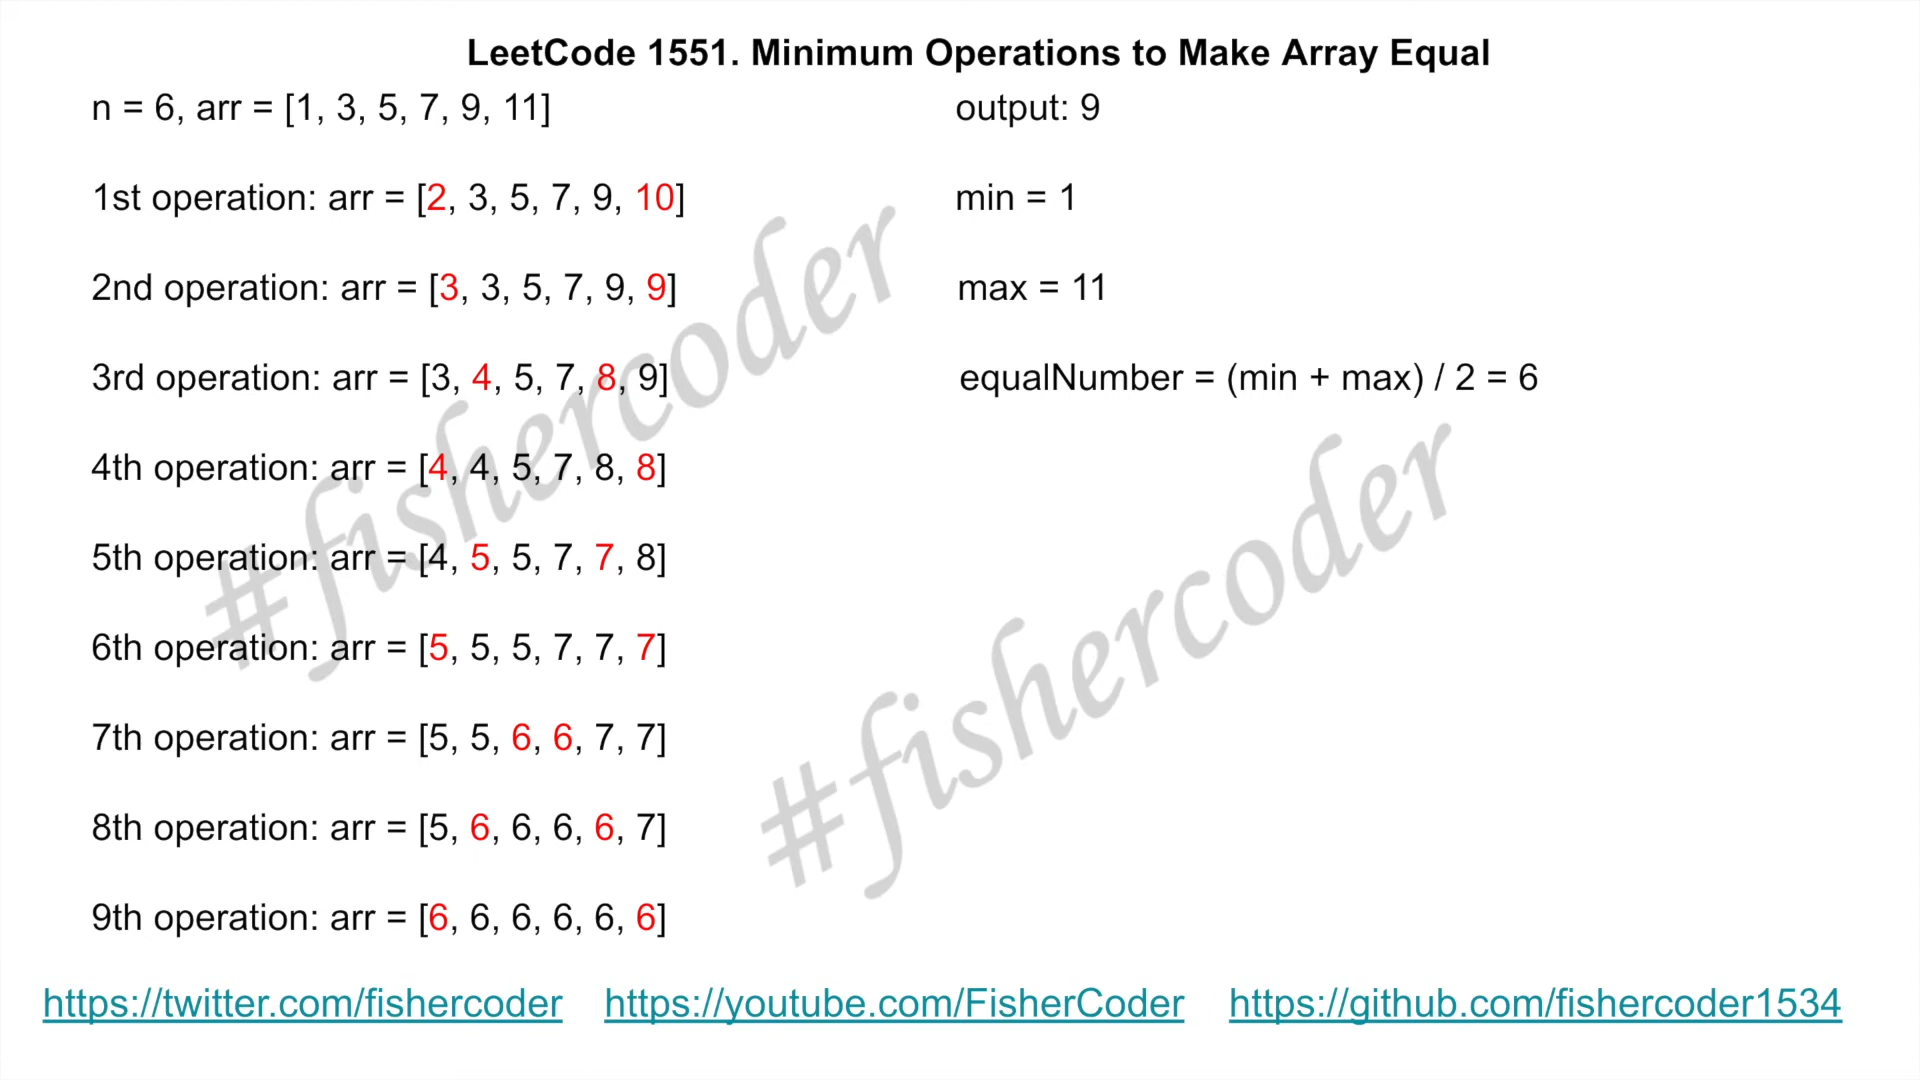 LeetCode 1551. Minimum Operations to Make Array Equal
n = 6, arr = [1, 3, 5, 7, 9, 11]
output: 9
1st operation: arr = [2, 3, 5, 7, 9, 10]
min = 1
2nd operation: arr = [3, 3, 5, 7, 9, 9]
max = 11
3rd operation: arr = [3, 4, 5, 7, 8, 9]
equalNumber = (min + max) / 2 = 6
4th operation: arr = [4, 4, 5, 7, 8, 8]
5th operation: arr = [4, 5, 5, 7, 7, 8]
6th operation: arr = [5, 5, 5, 7, 7, 7]
7th operation: arr = [5, 5, 6, 6, 7, 7]
8th operation: arr = [5, 6, 6, 6, 6, 7]
9th operation: arr = [6, 6, 6, 6, 6, 6]
#fishercoder
#fishercoder
https://twitter.com/fishercoder
https://youtube.com/FisherCoder
https://github.com/fishercoder1534